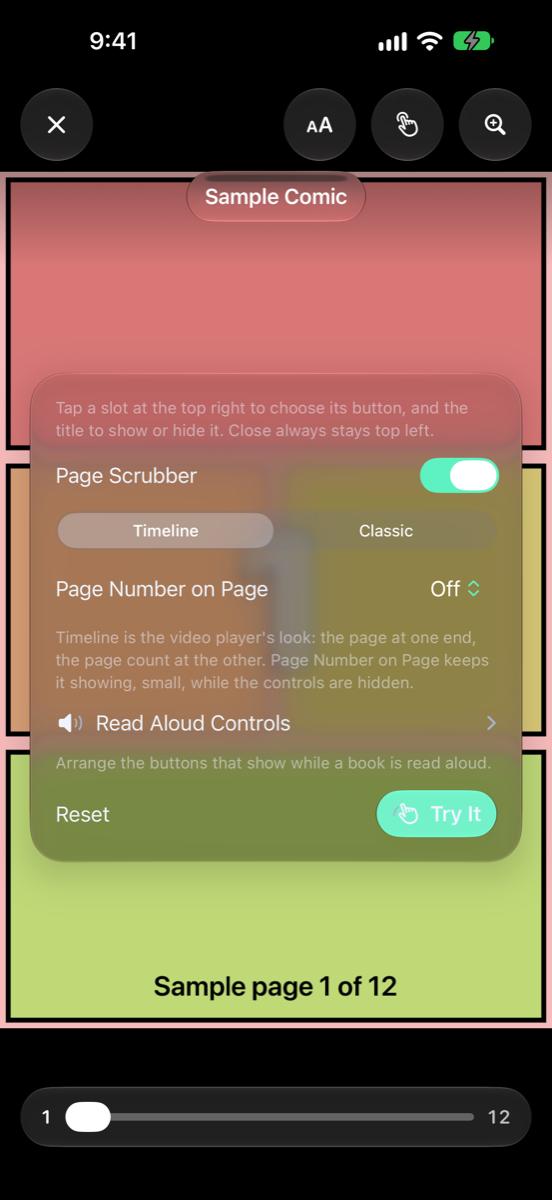 9:41
AA
Sample Comic
Tap a slot at the top right to choose its button, and the
title to show or hide it. Close always stays top left.
Page Scrubber
Timeline
Classic
1
Page Number on Page
Off
Timeline is the video player's look: the page at one end,
the page count at the other. Page Number on Page keeps
it showing, small, while the controls are hidden.
Read Aloud Controls
Arrange the buttons that show while a book is read aloud.
Reset
Try It
Sample page 1 of 12
1
12